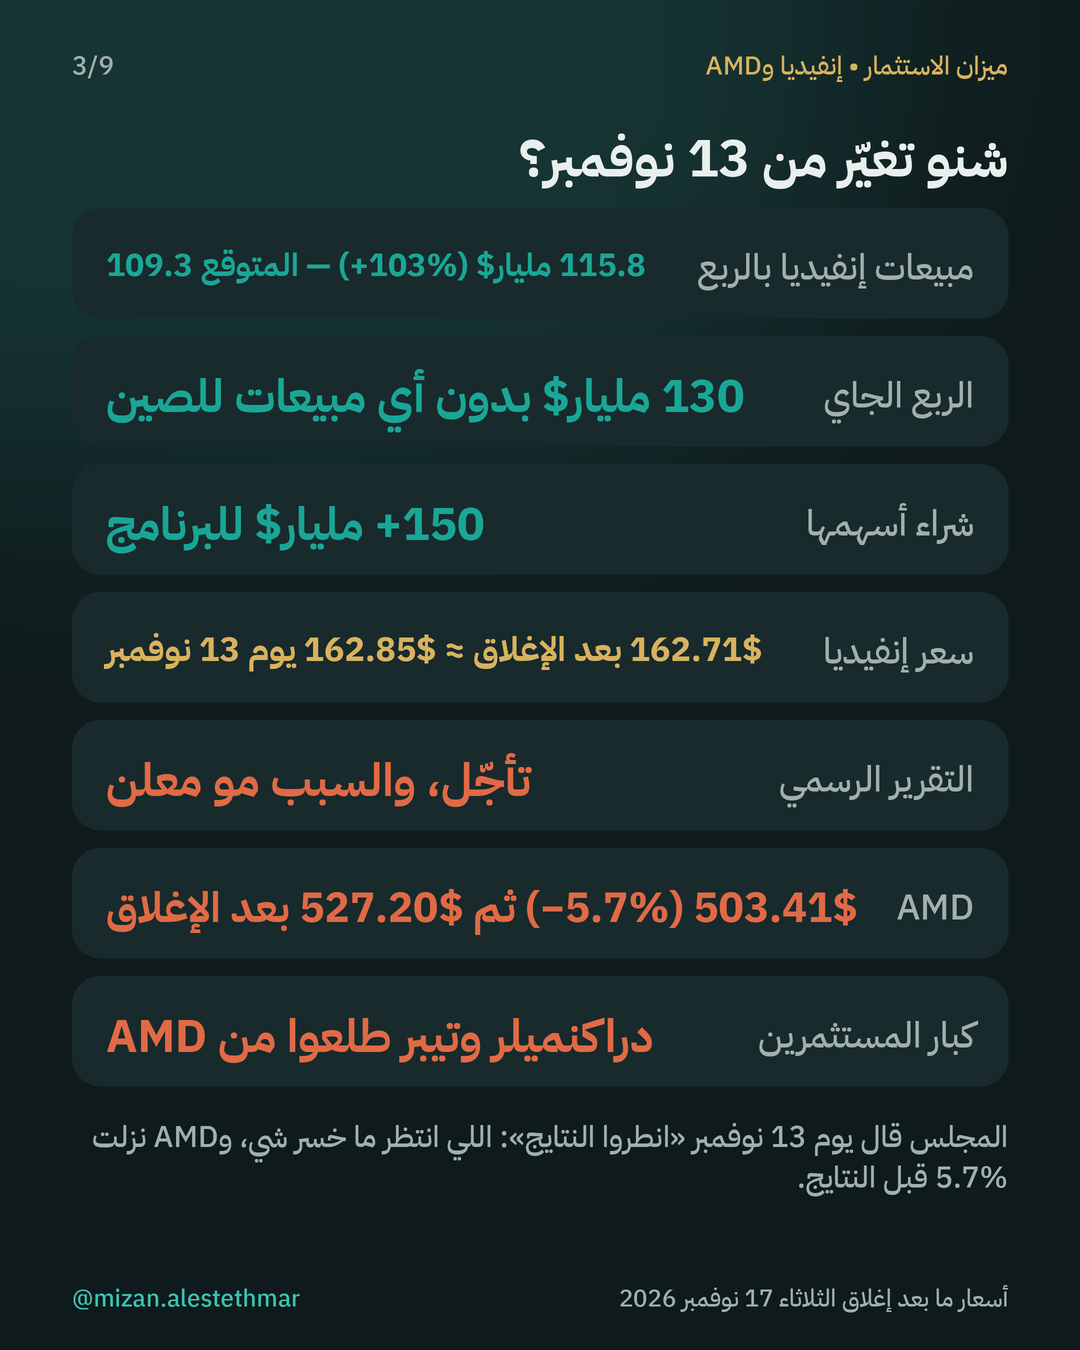 ميزان الاستثمار • إنفيديا وAMD
3/9
شنو تغيّر من 13 نوفمبر؟
مبيعات إنفيديا بالربع
115.8 مليار$ (+103%) — المتوقع 109.3
الربع الجاي
130 مليار$ بدون أي مبيعات للصين
شراء أسهمها
+150 مليار$ للبرنامج
سعر إنفيديا
162.71$ بعد الإغلاق ≈ 162.85$ يوم 13 نوفمبر
التقرير الرسمي
تأجّل، والسبب مو معلن
AMD
503.41$ (−5.7%) ثم 527.20$ بعد الإغلاق
كبار المستثمرين
دراكنميلر وتيبر طلعوا من AMD
المجلس قال يوم 13 نوفمبر «انطروا النتايج»: اللي انتظر ما خسر شي، وAMD نزلت
5.7% قبل النتايج.
أسعار ما بعد إغلاق الثلاثاء 17 نوفمبر 2026
@mizan.alestethmar